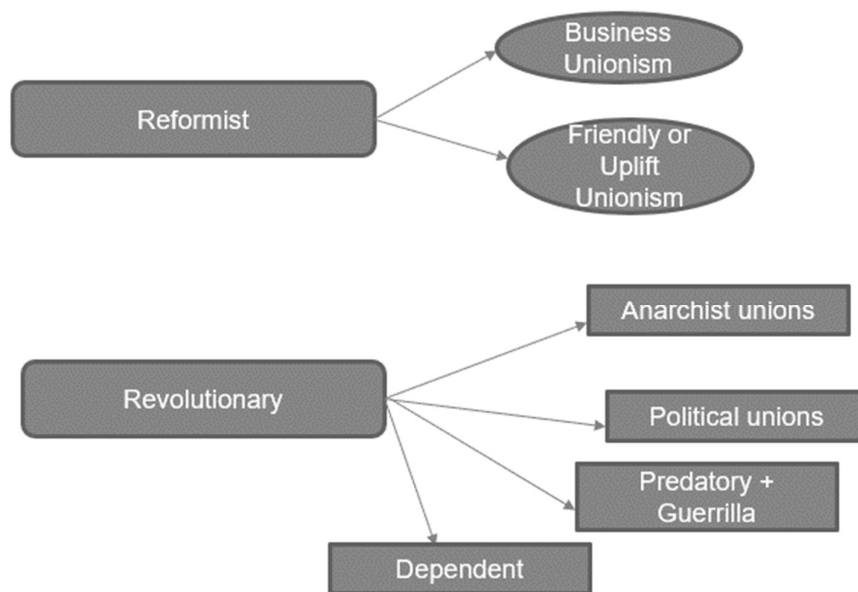 Business
Unionism
Reformist
Friendly or
Uplift
Unionism
Anarchist unions
Revolutionary
Political unions
Predatory +
Guerrilla
Dependent